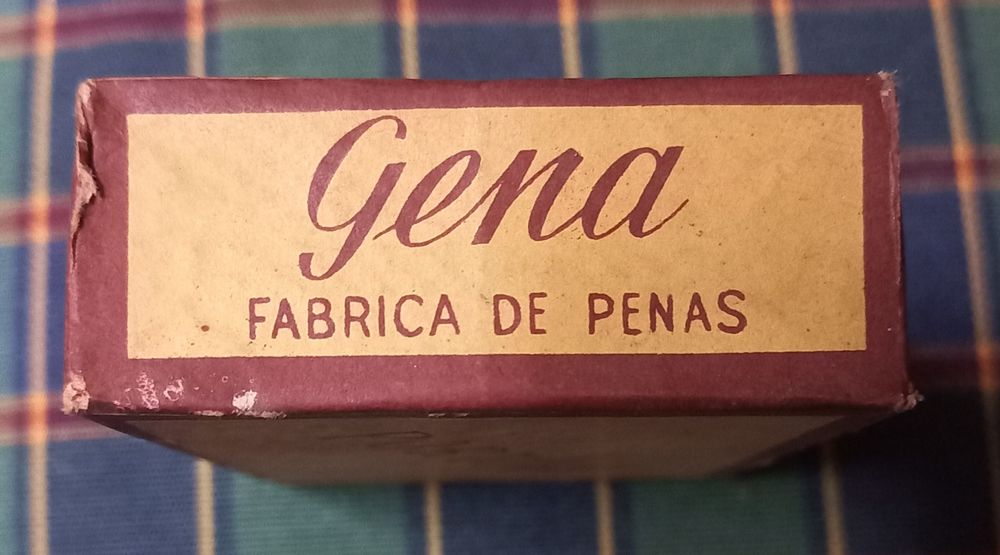 Gena
FABRICA DE PENAS